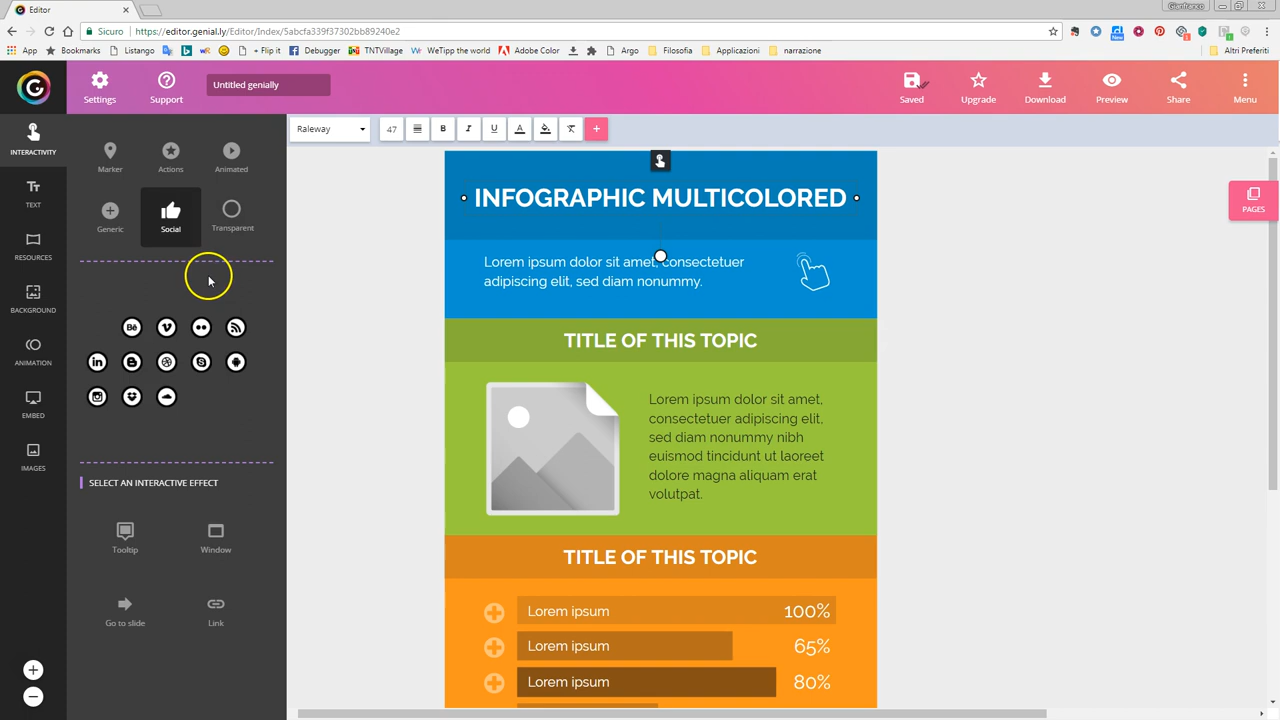 Editor
Gianfranco
Sicuro | https://editor.genial.ly/Editor/Index/5abcfa339f37302bb89240e2
App Bookmarks Listango + Flip it Debugger TNTVillage WeTipp the world Adobe Color Argo Filosofia Applicazioni narrazione Altri Preferiti
Settings Support Untitled genially Saved Upgrade Download Preview Share Menu
Raleway 47 B I U A
INTERACTIVITY
TEXT
RESOURCES
BACKGROUND
ANIMATION
EMBED
IMAGES
Marker Actions Animated
Generic Social Transparent
SELECT AN INTERACTIVE EFFECT
Tooltip Window
Go to slide Link
PAGES
INFOGRAPHIC MULTICOLORED
Lorem ipsum dolor sit amet, consectetuer
adipiscing elit, sed diam nonummy.
TITLE OF THIS TOPIC
Lorem ipsum dolor sit amet,
consectetuer adipiscing elit,
sed diam nonummy nibh
euismod tincidunt ut laoreet
dolore magna aliquam erat
volutpat.
TITLE OF THIS TOPIC
Lorem ipsum 100%
Lorem ipsum 65%
Lorem ipsum 80%